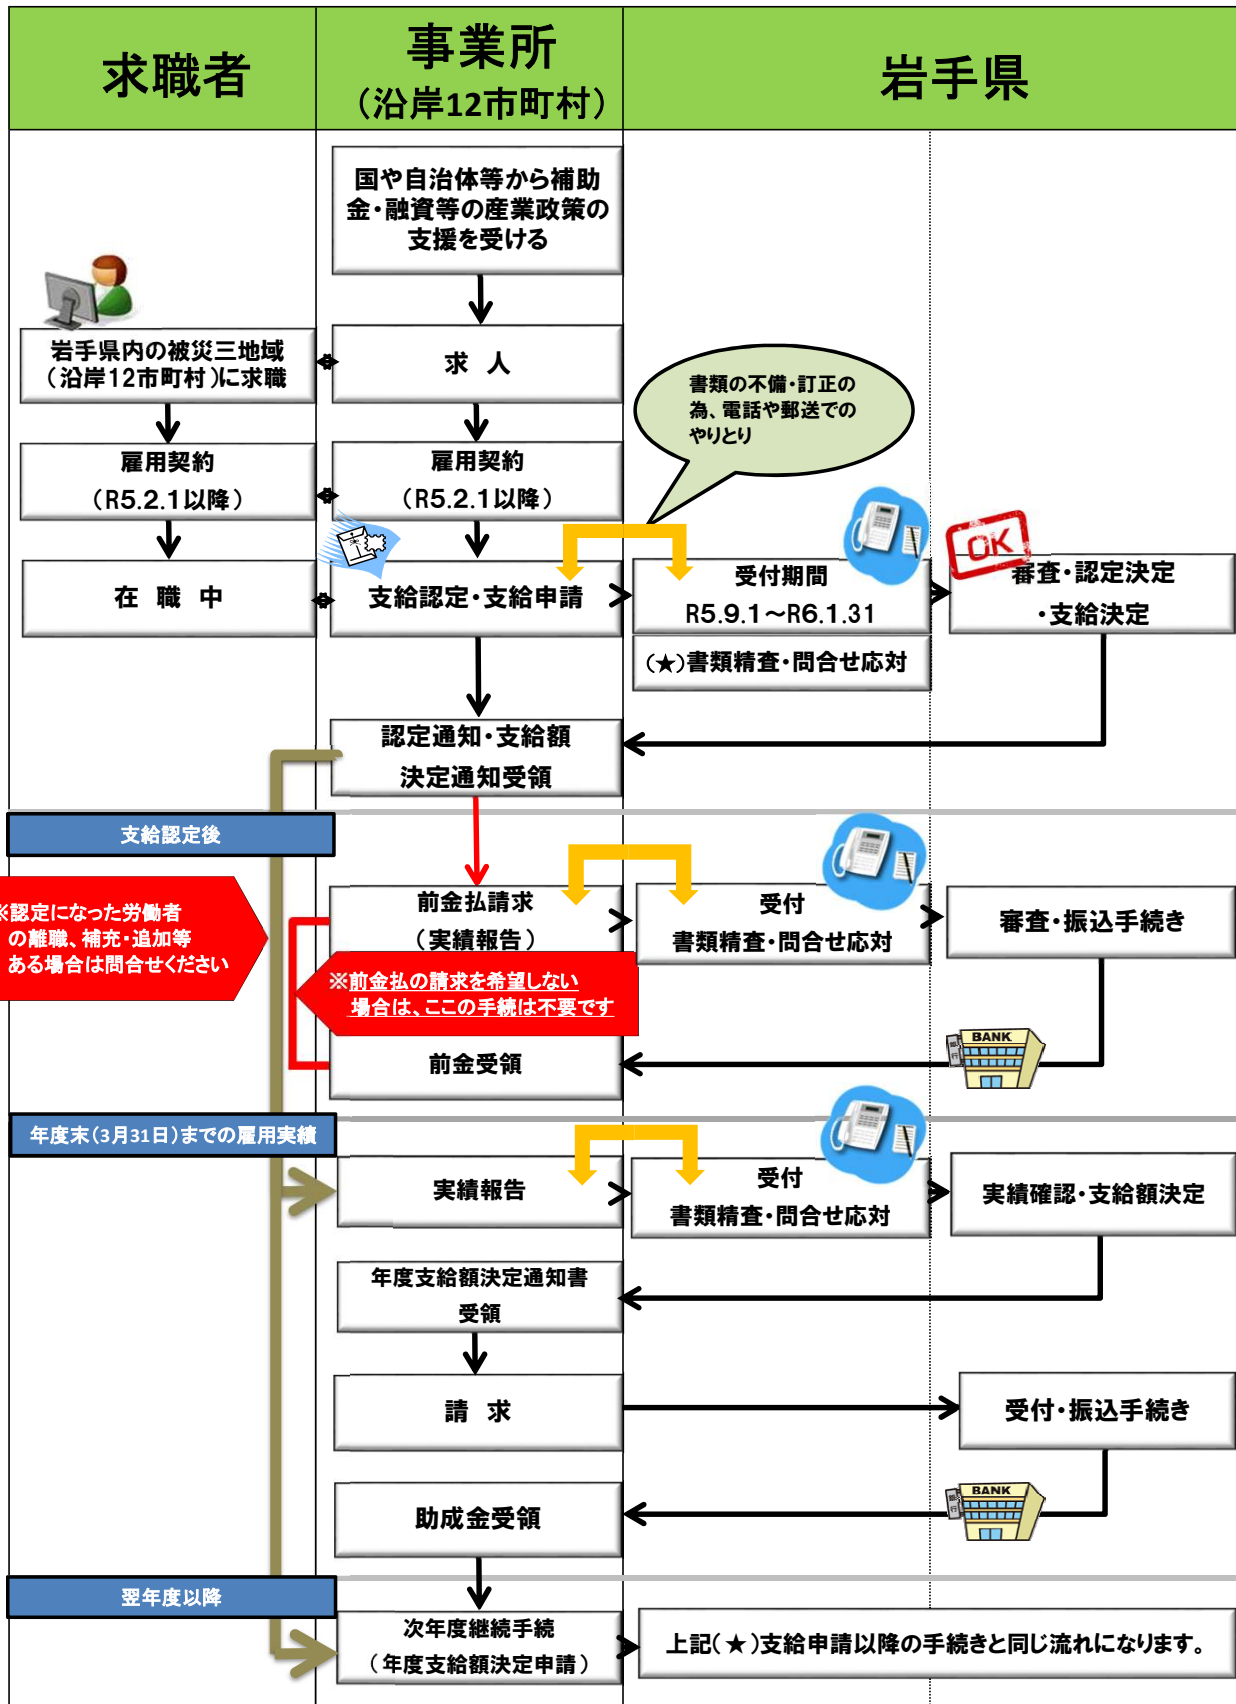 求職者
事業所
（沿岸12市町村）
岩手県
国や自治体等から補助
金・融資等の産業政策の
支援を受ける
岩手県内の被災三地域
（沿岸12市町村）に求職
求 人
書類の不備・訂正の
為、電話や郵送での
やりとり
雇用契約
（R5.2.1以降）
雇用契約
（R5.2.1以降）
在 職 中
支給認定・支給申請
受付期間
R5.9.1～R6.1.31
(★)書類精査・問合せ応対
OK
審査・認定決定
・支給決定
認定通知・支給額
決定通知受領
支給認定後
※認定になった労働者
の離職、補充・追加等
ある場合は問合せください
前金払請求
（実績報告）
受付
書類精査・問合せ応対
審査・振込手続き
※前金払の請求を希望しない
場合は、ここの手続は不要です
前金受領
BANK
銀行
年度末（3月31日）までの雇用実績
実績報告
受付
書類精査・問合せ応対
実績確認・支給額決定
年度支給額決定通知書
受領
請 求
受付・振込手続き
助成金受領
BANK
銀行
翌年度以降
次年度継続手続
（年度支給額決定申請）
上記（★）支給申請以降の手続きと同じ流れになります。